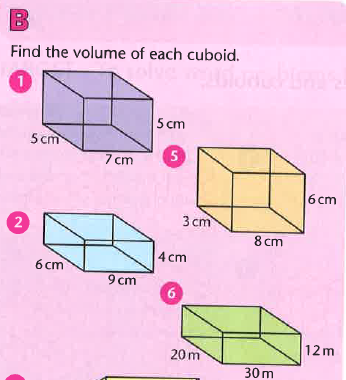 B
Find the volume of each cuboid.
1
5 cm
5 cm
7 cm
5
6 cm
3 cm
8 cm
2
4 cm
6 cm
9 cm
6
20 m
12 m
30 m